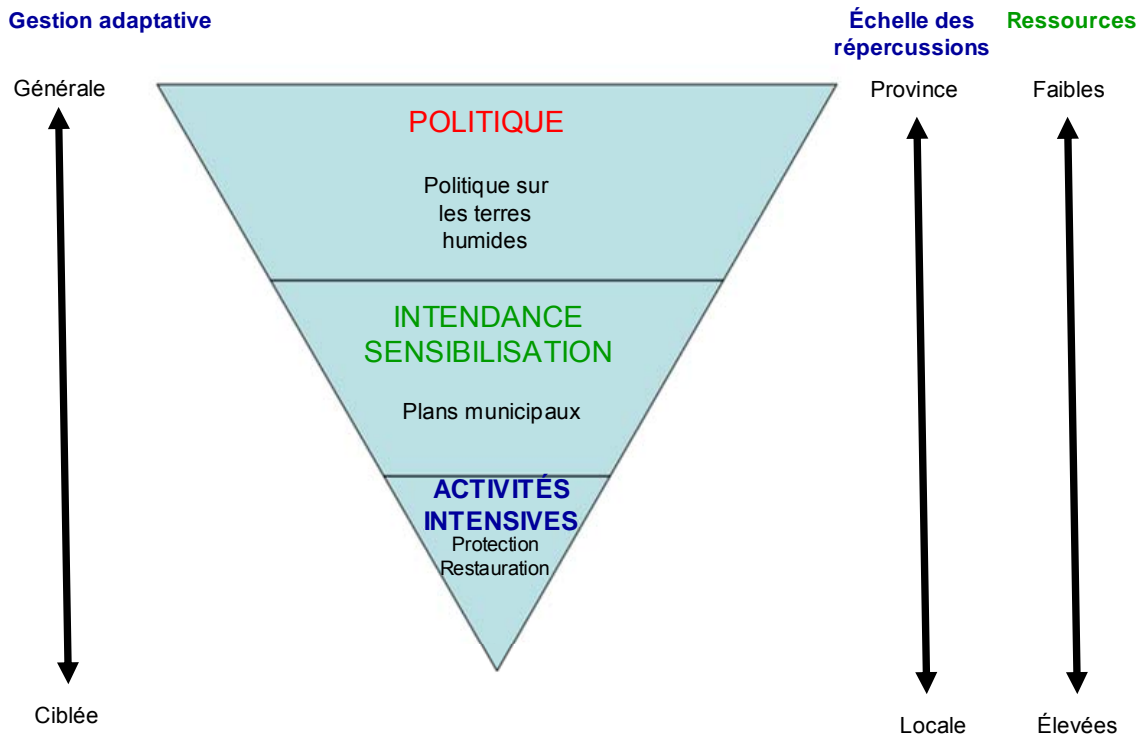 Gestion adaptative
Échelle des
répercussions
Ressources
Générale
Province
Faibles
POLITIQUE
Politique sur
les terres
humides
INTENDANCE
SENSIBILISATION
Plans municipaux
ACTIVITÉS
INTENSIVES
Protection
Restauration
Ciblée
Locale
Élevées